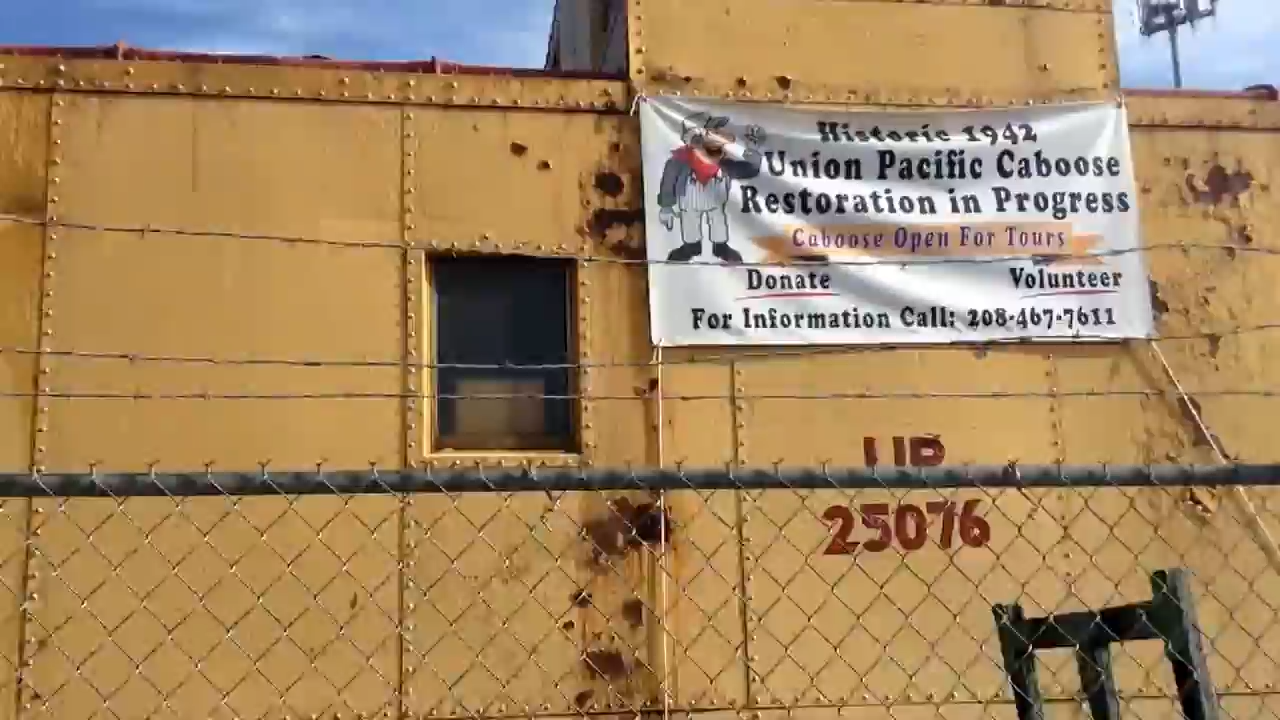 Historic 1942
Union Pacific Caboose
Restoration in Progress
Caboose Open For Tours
Donate Volunteer
For Information Call: 208-467-7611
UP
25076